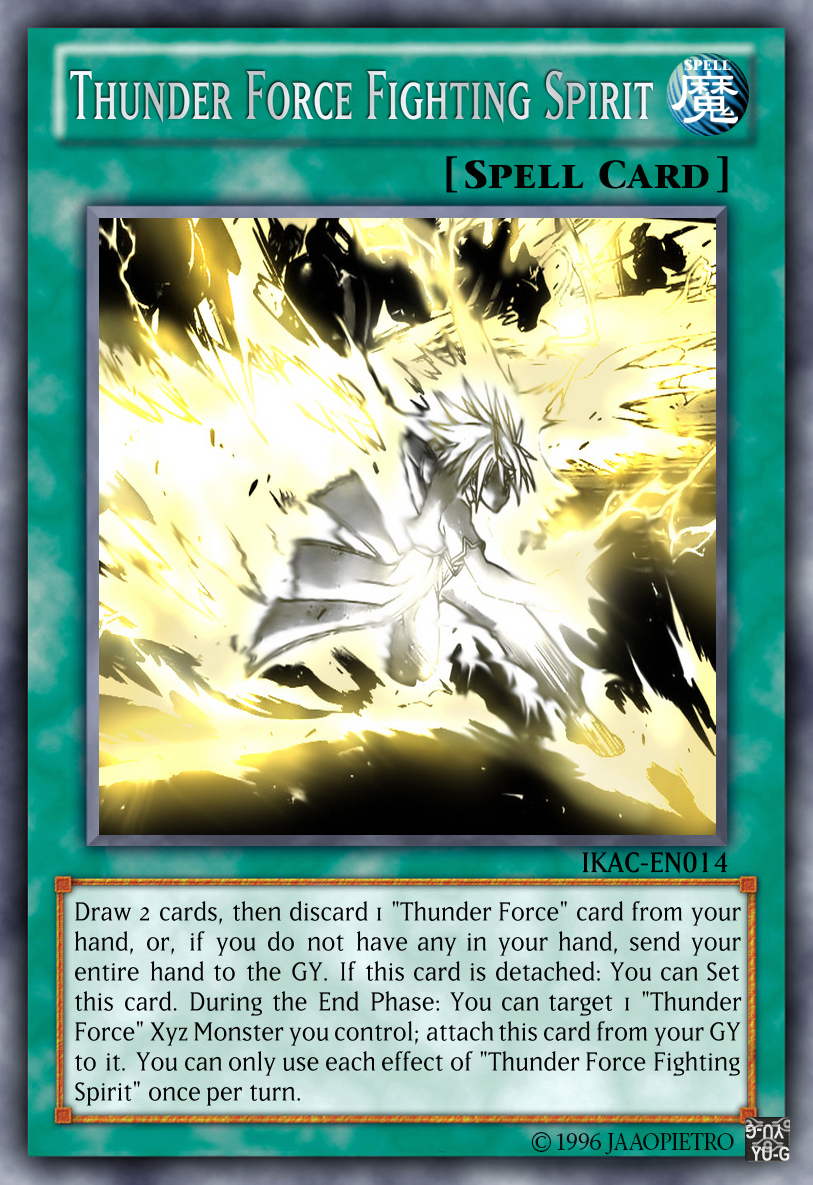 THUNDER FORCE FIGHTING SPIRIT
SPELL
魔
[SPELL CARD]
IKAC-EN014
Draw 2 cards, then discard 1 "Thunder Force" card from your
hand, or, if you do not have any in your hand, send your
entire hand to the GY. If this card is detached: You can Set
this card. During the End Phase: You can target 1 "Thunder
Force" Xyz Monster you control; attach this card from your GY
to it. You can only use each effect of "Thunder Force Fighting
Spirit" once per turn.
© 1996 JAAOPIETRO